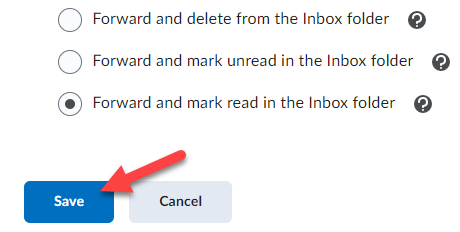 Forward and delete from the Inbox folder ?
Forward and mark unread in the Inbox folder ?
Forward and mark read in the Inbox folder ?
Save Cancel